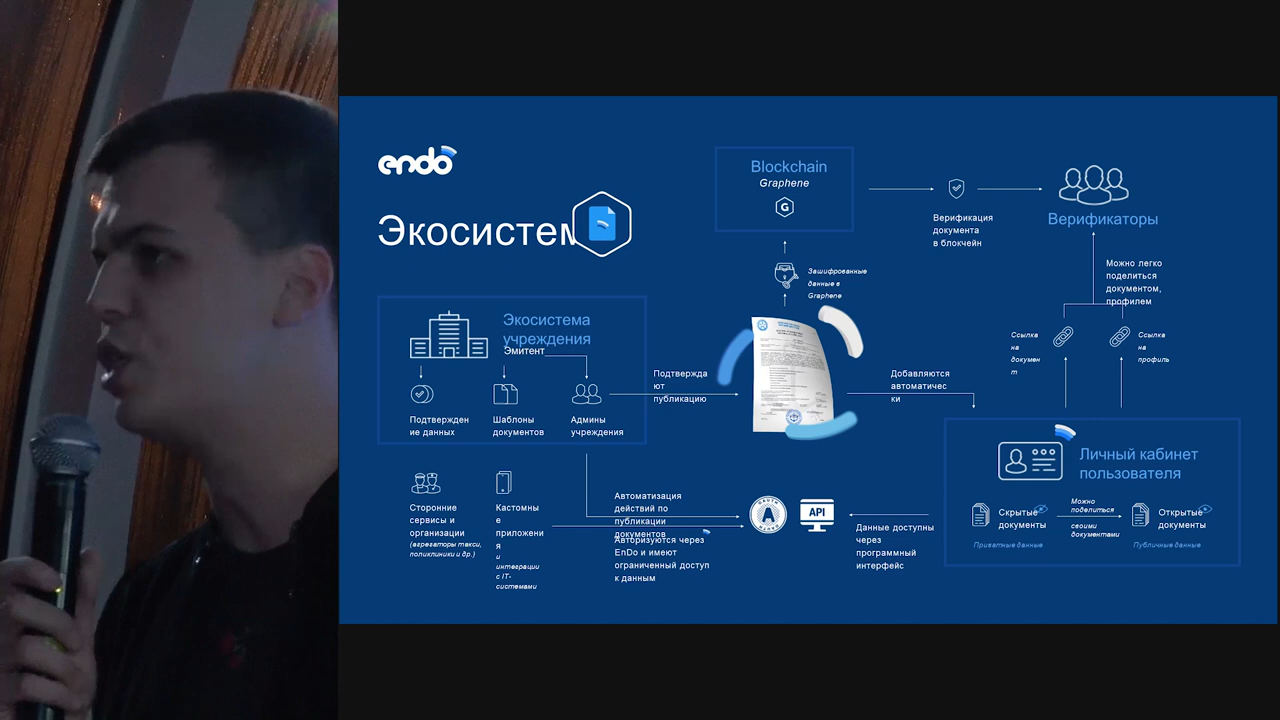 endo
Экосистем
Blockchain
Graphene
G
Верификация
документа
в блокчейн
Верификаторы
Зашифрованные
данные в
Graphene
Можно легко
поделиться
документом,
профилем
Ссылка
на
докумен
т
Ссылка
на
профиль
Экосистема
учреждения
Эмитент
Подтвержден
ие данных
Шаблоны
документов
Админы
учреждения
Подтвержда
ют
публикацию
Добавляются
автоматичес
ки
Личный кабинет
пользователя
Скрытые
документы
Приватные данные
Можно
поделиться
своими
документами
Открытые
документы
Публичные данные
Сторонние
сервисы и
организации
(агрегаторы такси,
поликлиники и др.)
Кастомны
е
приложени
я
и
интеграции
с IT-
системами
Автоматизация
действий по
публикации
документов
Авторизуются через
EnDo и имеют
ограниченный доступ
к данным
API
Данные доступны
через
программный
интерфейс